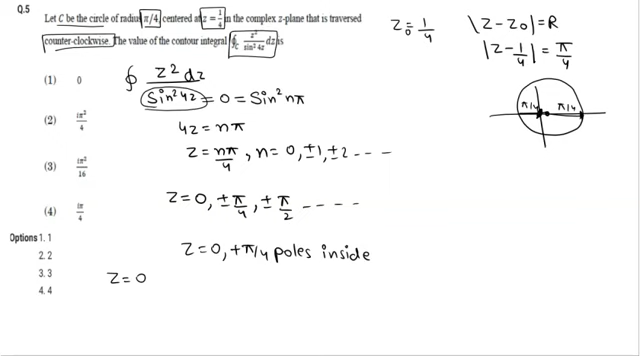 Q.5
Let C be the circle of radius π/4, centered at z = 1/4 in the complex z-plane that is traversed
counter-clockwise. The value of the contour integral ∮_C z²/sin² 4z dz is
(1) 0
(2) iπ²/4
(3) iπ²/16
(4) iπ/4
Options 1. 1
2. 2
3. 3
4. 4
∮ z² dz / Sin² 4z = 0 = Sin² nπ
4z = nπ
z = nπ/4, n = 0, ±1, ±2 - - - -
z = 0, ±π/4, ±π/2 - - - -
z = 0, +π/4 poles inside
z = 0
z₀ = 1/4 |z - z₀| = R
|z - 1/4| = π/4
π/4 π/4